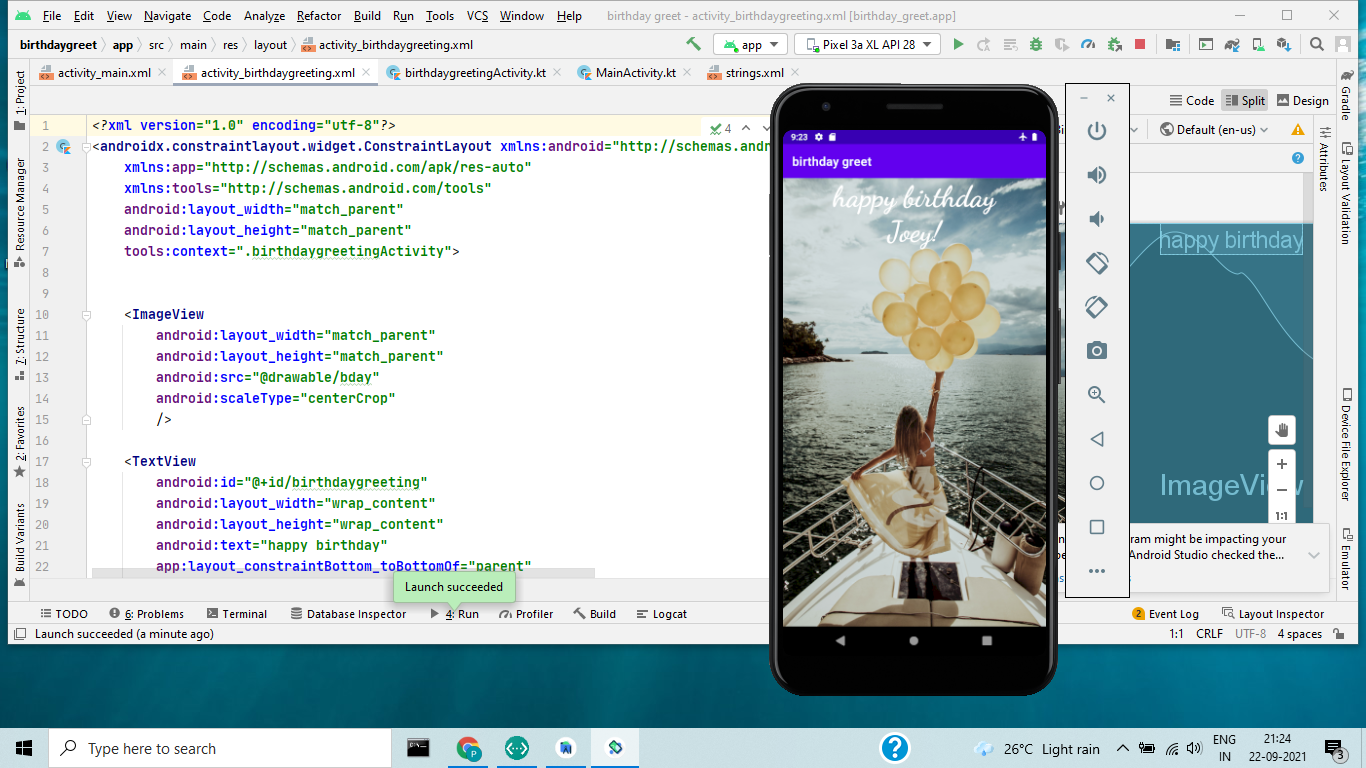 File Edit View Navigate Code Analyze Refactor Build Run Tools VCS Window Help birthday greet - activity_birthdaygreeting.xml [birthday_greet.app]
birthdaygreet app src main res layout activity_birthdaygreeting.xml app Pixel 3a XL API 28
activity_main.xml activity_birthdaygreeting.xml birthdaygreetingActivity.kt MainActivity.kt strings.xml
Code Split Design
1: Project
Resource Manager
7: Structure
2: Favorites
Build Variants
1 <?xml version="1.0" encoding="utf-8"?>
2 <androidx.constraintlayout.widget.ConstraintLayout xmlns:android="http://schemas.andr
3 xmlns:app="http://schemas.android.com/apk/res-auto"
4 xmlns:tools="http://schemas.android.com/tools"
5 android:layout_width="match_parent"
6 android:layout_height="match_parent"
7 tools:context=".birthdaygreetingActivity">
8
9
10 <ImageView
11 android:layout_width="match_parent"
12 android:layout_height="match_parent"
13 android:src="@drawable/bday"
14 android:scaleType="centerCrop"
15 />
16
17 <TextView
18 android:id="@+id/birthdaygreeting"
19 android:layout_width="wrap_content"
20 android:layout_height="wrap_content"
21 android:text="happy birthday"
22 app:layout_constraintBottom_toBottomOf="parent"
4
9:23
birthday greet
happy birthday
Joey!
Default (en-us)
happy birthday
ImageView
1:1
ram might be impacting your
Android Studio checked the...
Gradle
Attributes
Layout Validation
Device File Explorer
Emulator
Launch succeeded
TODO 6: Problems Terminal Database Inspector 4: Run Profiler Build Logcat 2 Event Log Layout Inspector
Launch succeeded (a minute ago) 1:1 CRLF UTF-8 4 spaces
Type here to search 26°C Light rain ENG IN 21:24 22-09-2021 3